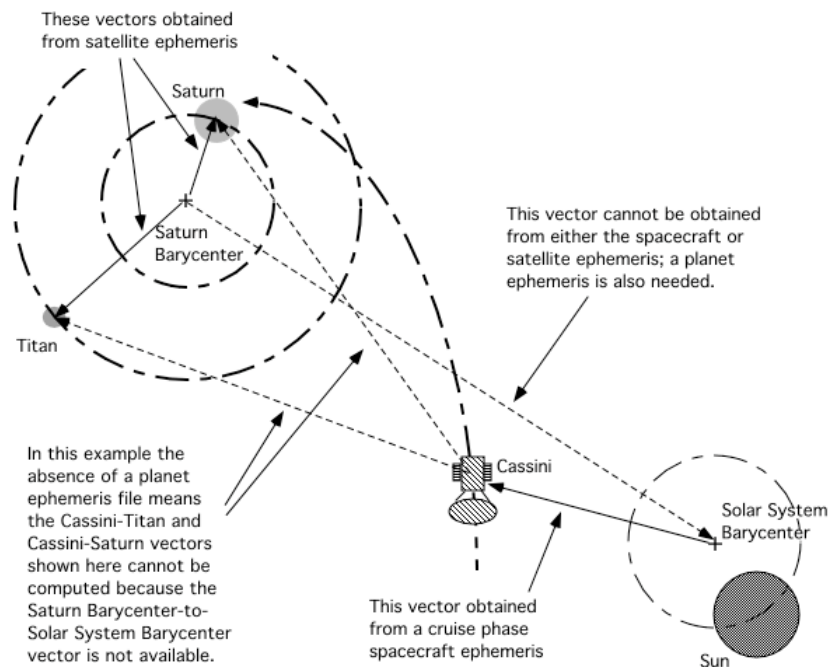 These vectors obtained
from satellite ephemeris
Saturn
Saturn
Barycenter
Titan
This vector cannot be obtained
from either the spacecraft or
satellite ephemeris; a planet
ephemeris is also needed.
In this example the
absence of a planet
ephemeris file means
the Cassini-Titan and
Cassini-Saturn vectors
shown here cannot be
computed because the
Saturn Barycenter-to-
Solar System Barycenter
vector is not available.
Cassini
Solar System
Barycenter
This vector obtained
from a cruise phase
spacecraft ephemeris
Sun